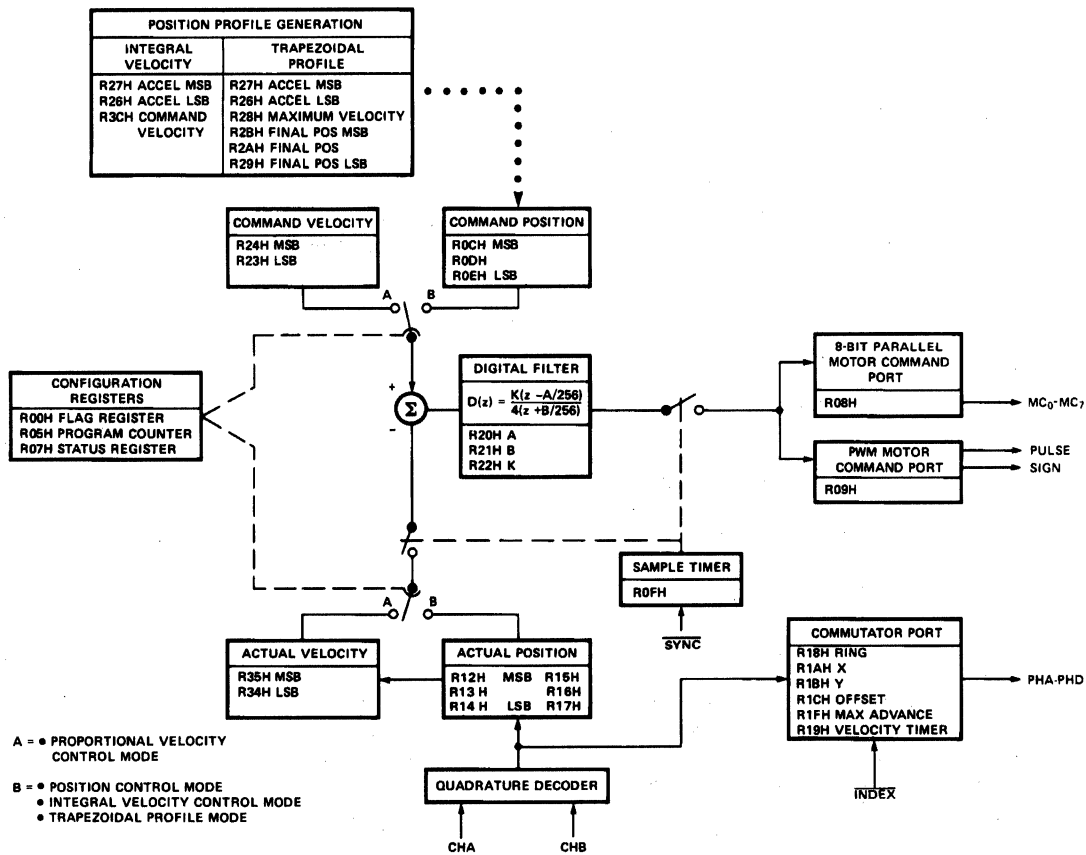 POSITION PROFILE GENERATION
INTEGRAL VELOCITY
R27H ACCEL MSB
R26H ACCEL LSB
R3CH COMMAND
VELOCITY
TRAPEZOIDAL PROFILE
R27H ACCEL MSB
R26H ACCEL LSB
R28H MAXIMUM VELOCITY
R2BH FINAL POS MSB
R2AH FINAL POS
R29H FINAL POS LSB
COMMAND VELOCITY
R24H MSB
R23H LSB
COMMAND POSITION
R0CH MSB
R0DH
R0EH LSB
A
B
CONFIGURATION
REGISTERS
R00H FLAG REGISTER
R05H PROGRAM COUNTER
R07H STATUS REGISTER
+
Σ
-
DIGITAL FILTER
D(z) = K(z -A/256) / 4(z +B/256)
R20H A
R21H B
R22H K
8-BIT PARALLEL
MOTOR COMMAND
PORT
R08H
MC0-MC7
PWM MOTOR
COMMAND PORT
R09H
PULSE
SIGN
SAMPLE TIMER
R0FH
SYNC
A
B
ACTUAL VELOCITY
R35H MSB
R34H LSB
ACTUAL POSITION
R12H MSB R15H
R13 H R16H
R14 H LSB R17H
COMMUTATOR PORT
R18H RING
R1AH X
R1BH Y
R1CH OFFSET
R1FH MAX ADVANCE
R19H VELOCITY TIMER
PHA-PHD
INDEX
QUADRATURE DECODER
CHA
CHB
A = • PROPORTIONAL VELOCITY
CONTROL MODE
B = • POSITION CONTROL MODE
• INTEGRAL VELOCITY CONTROL MODE
• TRAPEZOIDAL PROFILE MODE